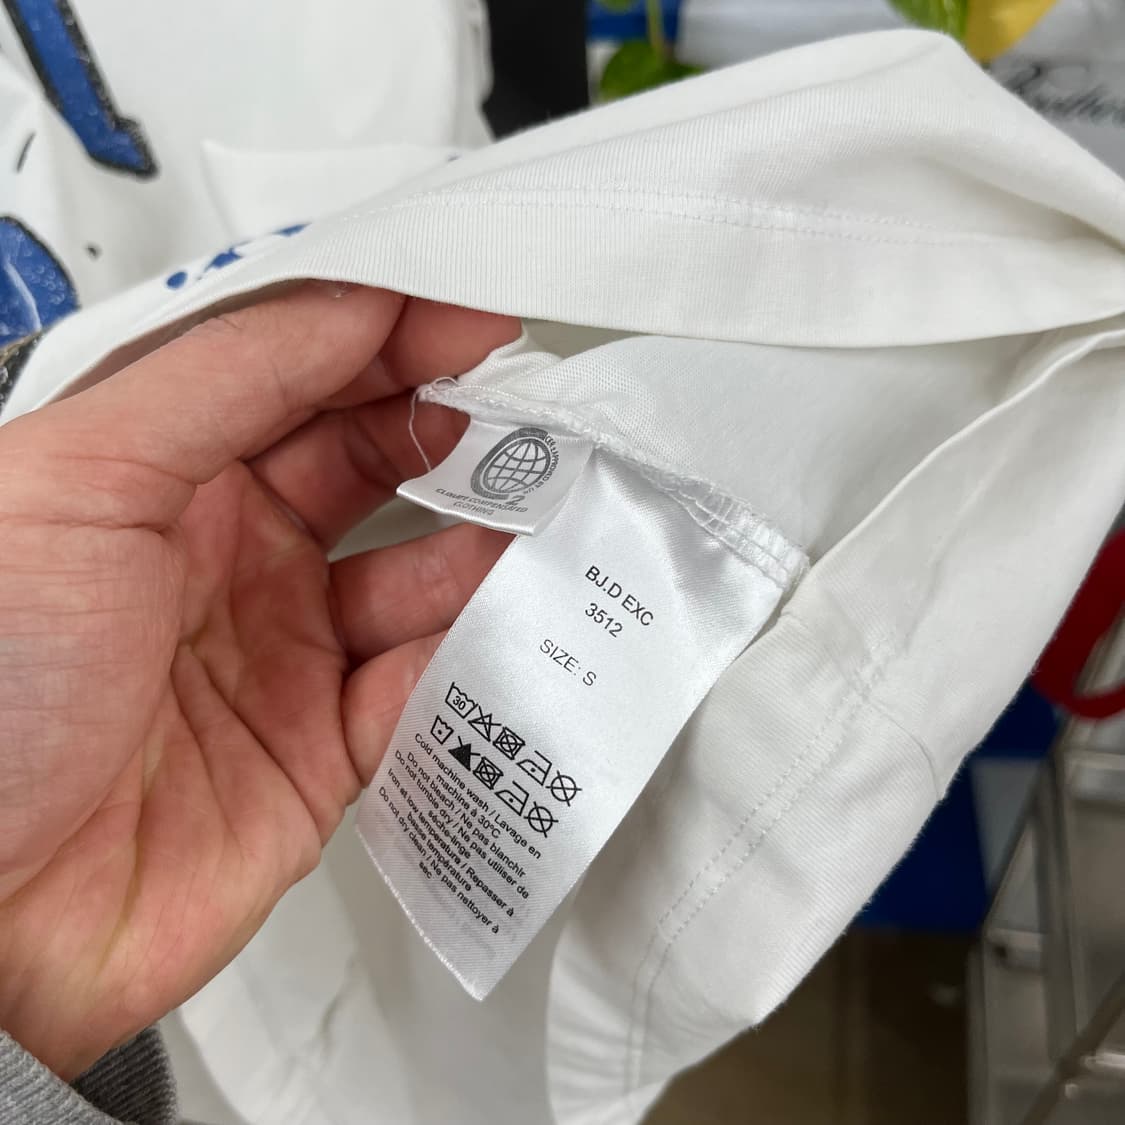 2
CLIMATE COMPENSATED
CLOTHING
BJ.D EXC
3512
SIZE: S
30
Cold machine wash / Lavage en
machine à 30°C
Do not bleach / Ne pas blanchir
Do not tumble dry / Ne pas utiliser de
sèche-linge
Iron at low temperature / Repasser à
basse température
Do not dry clean / Ne pas nettoyer à
sec